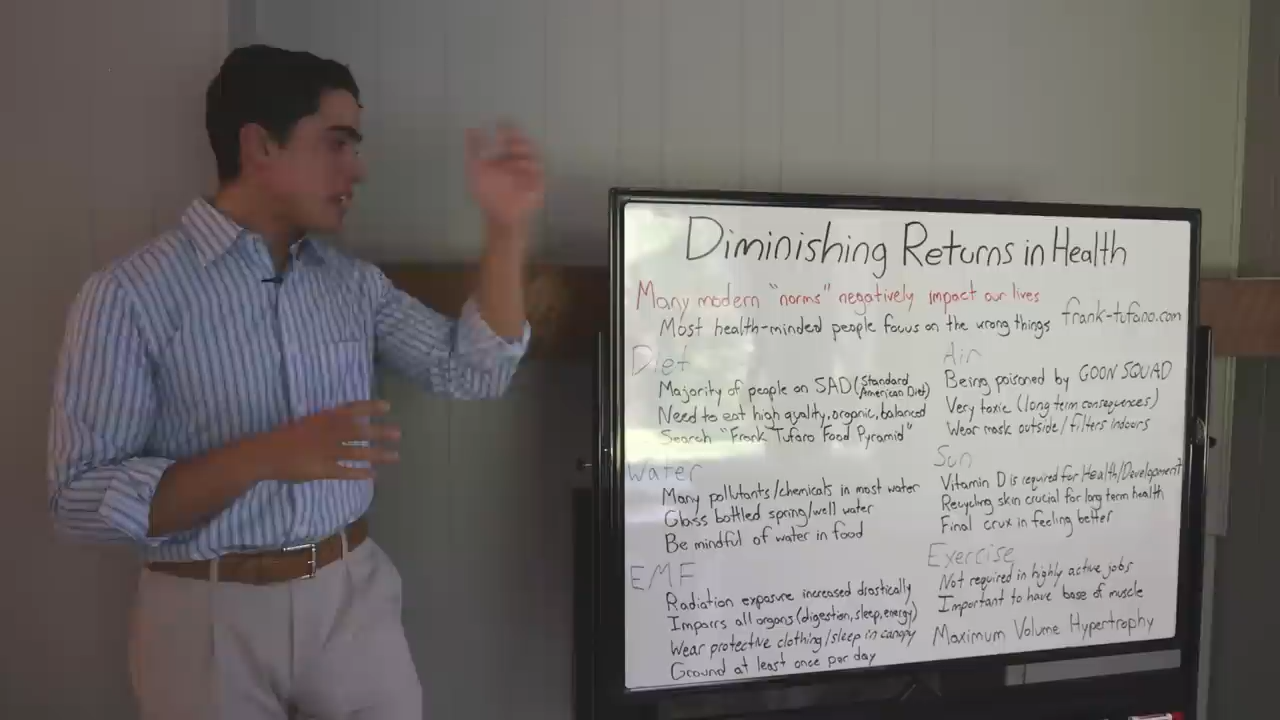 Diminishing Returns in Health
Many modern "norms" negatively impact our lives
Most health-minded people focus on the wrong things
frank-tufano.com
Diet
Majority of people on SAD (Standard American Diet)
Need to eat high quality, organic, balanced
Search "Frank Tufaro Food Pyramid"
Water
Many pollutants/chemicals in most water
Glass bottled spring/well water
Be mindful of water in food
EMF
Radiation exposure increased drastically
Impairs all organs (digestion, sleep, energy)
Wear protective clothing/sleep in canopy
Ground at least once per day
Air
Being poisoned by GOON SQUAD
Very toxic (long term consequences)
Wear mask outside/filters indoors
Sun
Vitamin D is required for Health/Development
Recycling skin crucial for long term health
Final crux in feeling better
Exercise
Not required in highly active jobs
Important to have base of muscle
Maximum Volume Hypertrophy